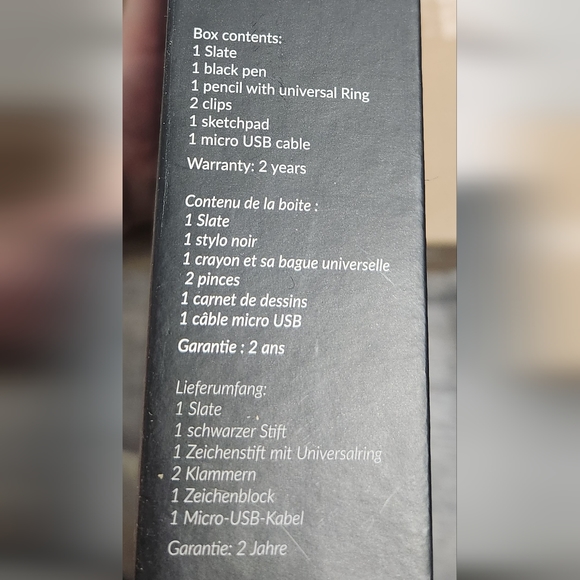 Box contents:
1 Slate
1 black pen
1 pencil with universal Ring
2 clips
1 sketchpad
1 micro USB cable
Warranty: 2 years
Contenu de la boite :
1 Slate
1 stylo noir
1 crayon et sa bague universelle
2 pinces
1 carnet de dessins
1 câble micro USB
Garantie : 2 ans
Lieferumfang:
1 Slate
1 schwarzer Stift
1 Zeichenstift mit Universalring
2 Klammern
1 Zeichenblock
1 Micro-USB-Kabel
Garantie: 2 Jahre